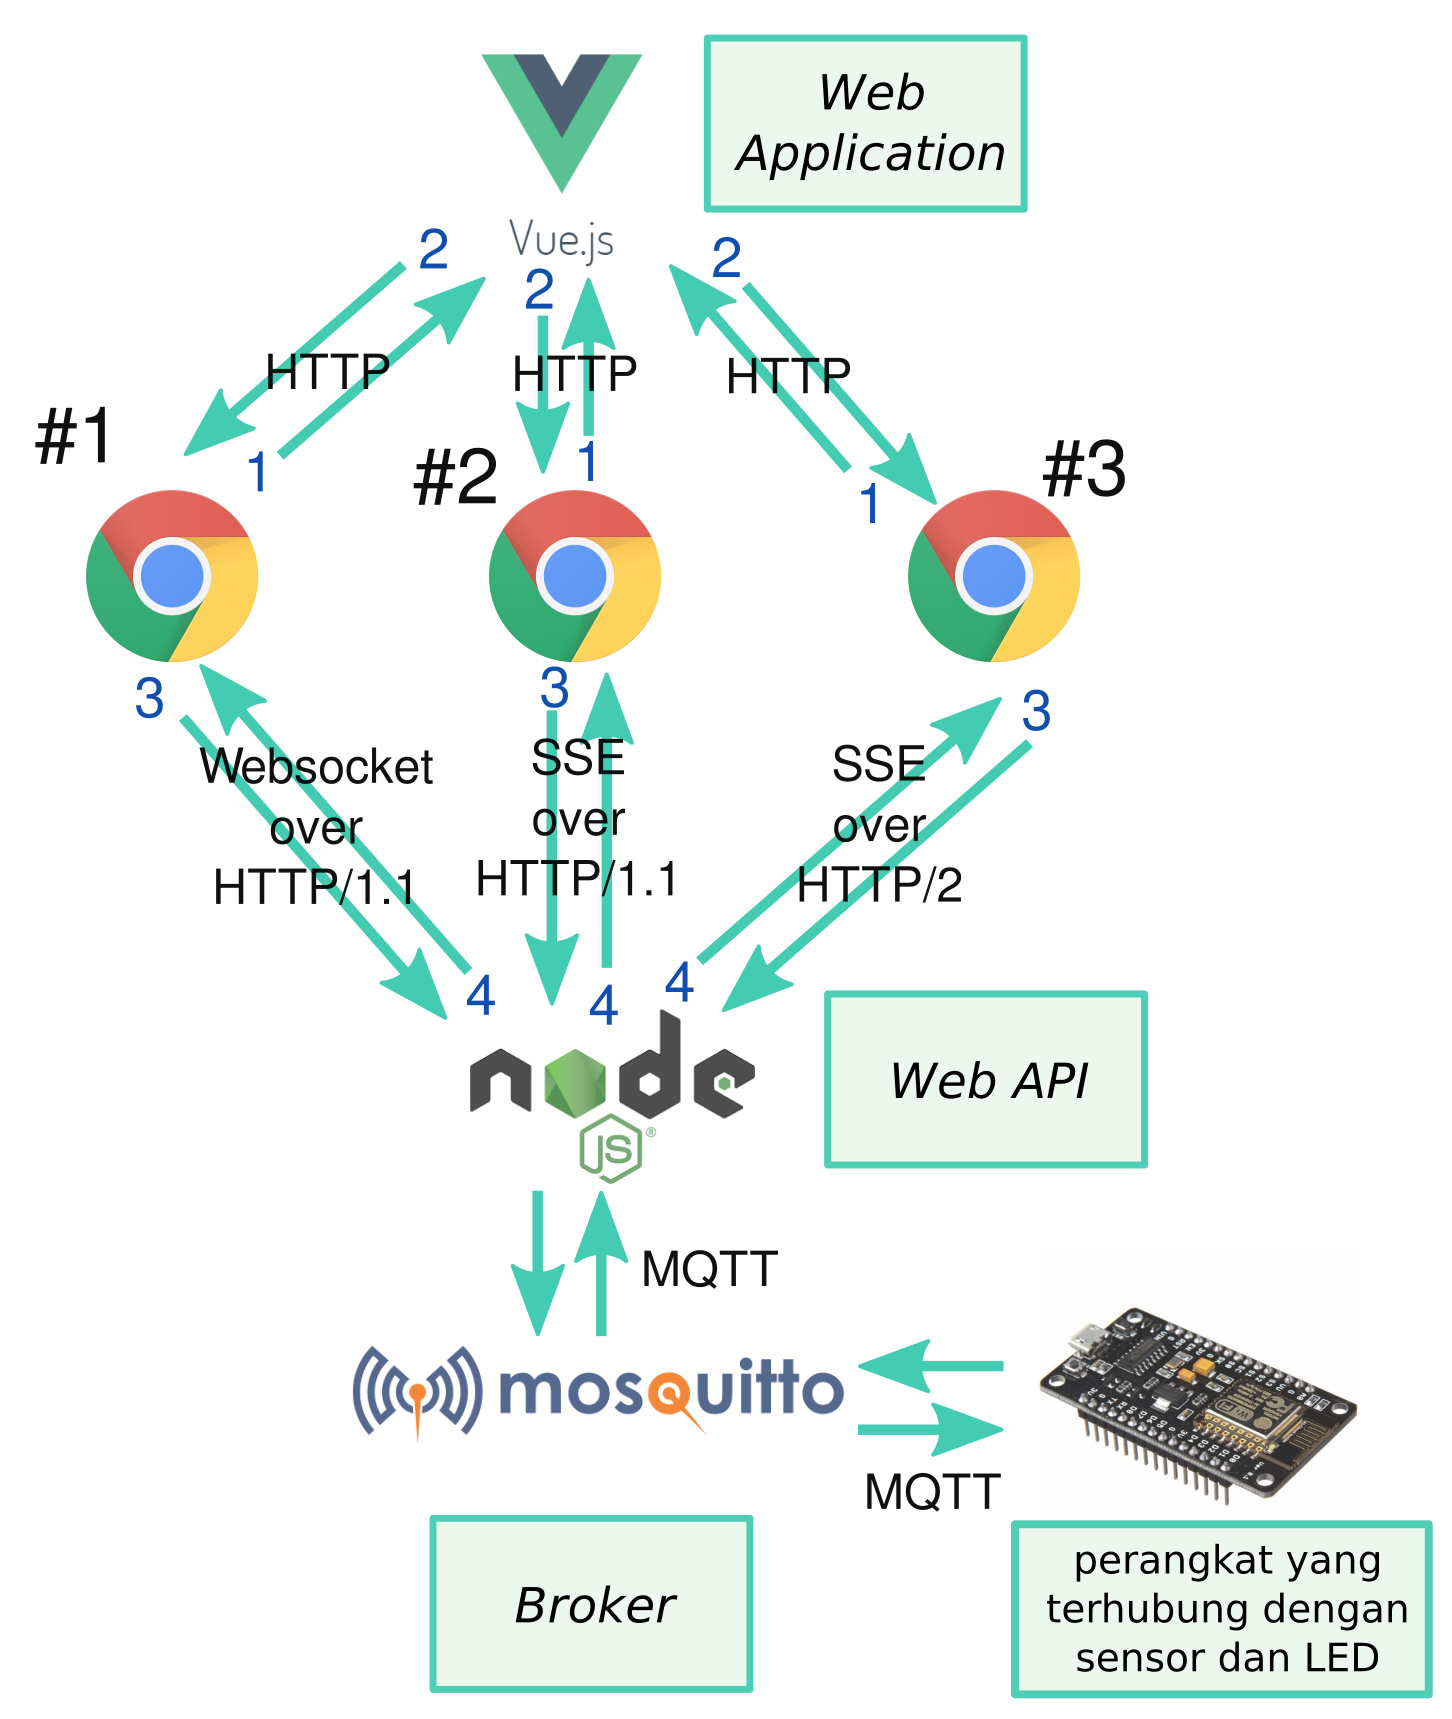 Web
Application
Vue.js
2
2
2
HTTP
HTTP
HTTP
#1
1
#2
1
#3
1
3
3
3
Websocket
over
HTTP/1.1
SSE
over
HTTP/1.1
SSE
over
HTTP/2
4
4
4
node
JS
®
Web API
MQTT
mosquitto
MQTT
WiFi
Broker
perangkat yang
terhubung dengan
sensor dan LED